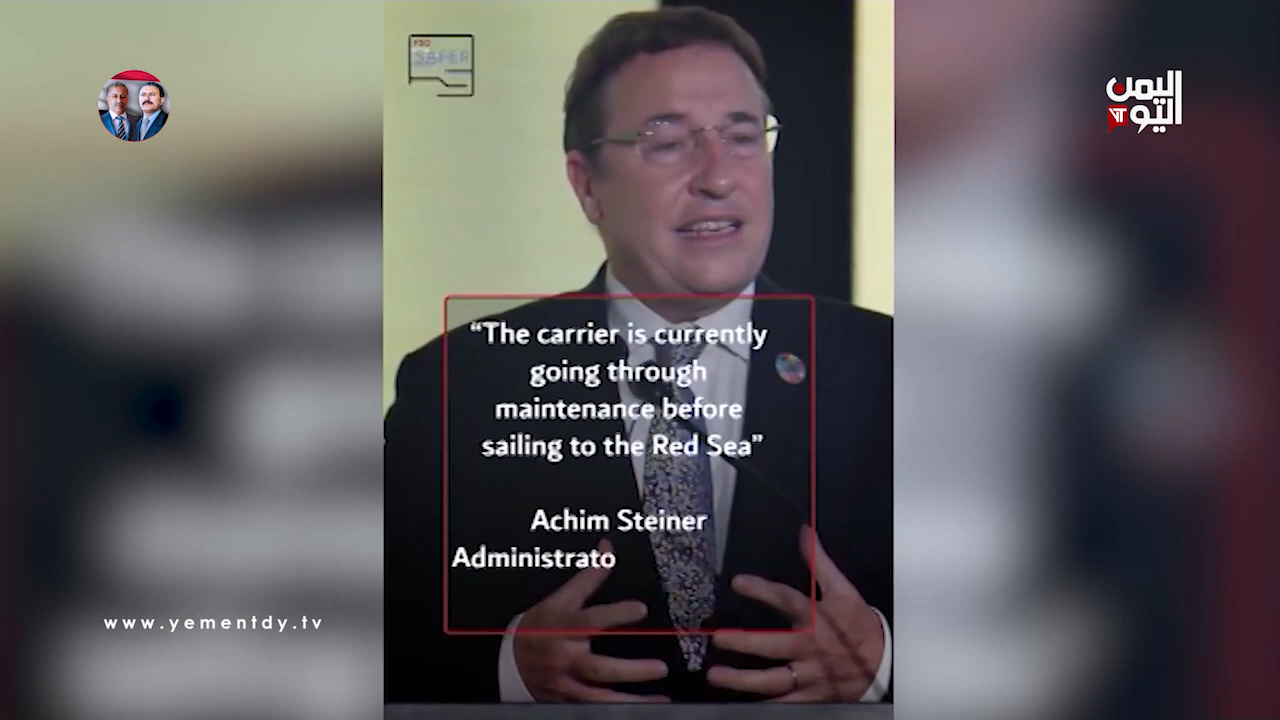 FSO
SAFER
اليمن
اليوم
“The carrier is currently
going through
maintenance before
sailing to the Red Sea”
Achim Steiner
Administrato
www.yementdy.tv